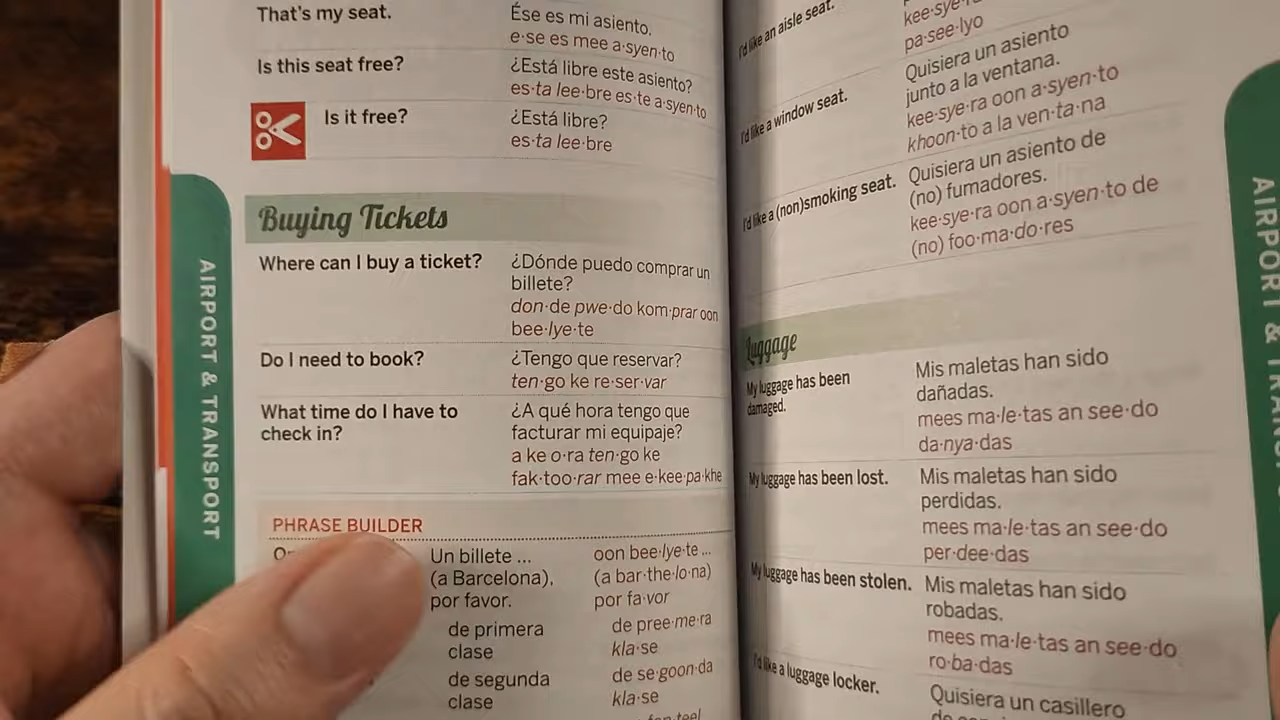 That's my seat.
Ése es mi asiento.
e·se es mee a·syen·to
Is this seat free?
¿Está libre este asiento?
es·ta lee·bre es·te a·syen·to
Is it free?
¿Está libre?
es·ta lee·bre
Buying Tickets
Where can I buy a ticket?
¿Dónde puedo comprar un
billete?
don·de pwe·do kom·prar oon
bee·lye·te
Do I need to book?
¿Tengo que reservar?
ten·go ke re·ser·var
What time do I have to
check in?
¿A qué hora tengo que
facturar mi equipaje?
a ke o·ra ten·go ke
fak·too·rar mee e·kee·pa·khe
PHRASE BUILDER
Un billete ...
(a Barcelona),
por favor.
oon bee·lye·te ...
(a bar·the·lo·na)
por fa·vor
de primera
clase
de pree·me·ra
kla·se
de segunda
clase
de se·goon·da
kla·se
AIRPORT & TRANSPORT
I'd like an aisle seat.
pa·see·lyo
I'd like a window seat.
Quisiera un asiento
junto a la ventana.
kee·sye·ra oon a·syen·to
khoon·to a la ven·ta·na
I'd like a (non)smoking seat.
Quisiera un asiento de
(no) fumadores.
kee·sye·ra oon a·syen·to de
(no) foo·ma·do·res
Luggage
My luggage has been
damaged.
Mis maletas han sido
dañadas.
mees ma·le·tas an see·do
da·nya·das
My luggage has been lost.
Mis maletas han sido
perdidas.
mees ma·le·tas an see·do
per·dee·das
My luggage has been stolen.
Mis maletas han sido
robadas.
mees ma·le·tas an see·do
ro·ba·das
I'd like a luggage locker.
Quisiera un casillero
AIRPORT &